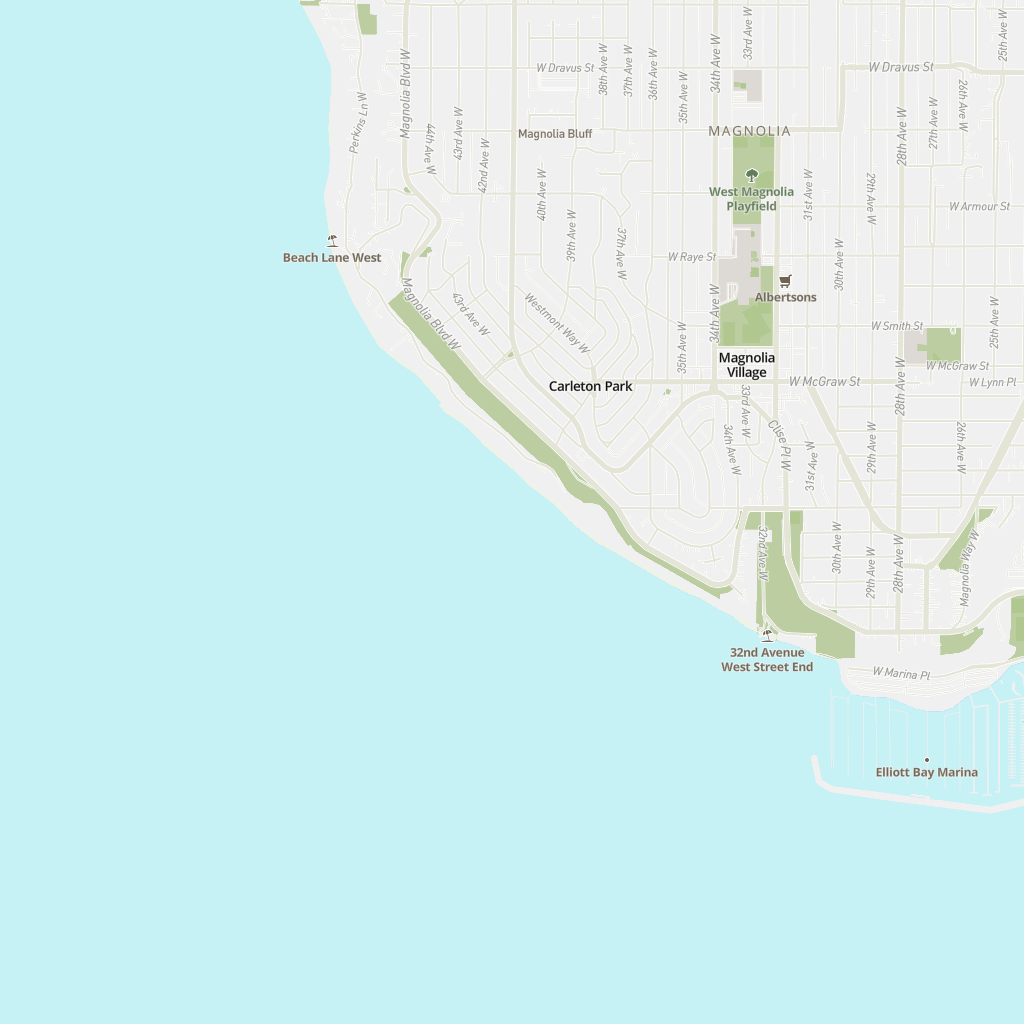 33rd Ave W
25th Ave W
34th Ave W
Magnolia Blvd W
38th Ave W
37th Ave W
36th Ave W
W Dravus St
W Dravus St
35th Ave W
26th Ave W
27th Ave W
28th Ave W
Perkins Ln W
44th Ave W
43rd Ave W
42nd Ave W
Magnolia Bluff
MAGNOLIA
40th Ave W
39th Ave W
37th Ave W
West Magnolia
Playfield
31st Ave W
29th Ave W
W Armour St
Beach Lane West
W Raye St
30th Ave W
Albertsons
Magnolia Blvd W
43rd Ave W
Westmont Way W
34th Ave W
35th Ave W
W Smith St
25th Ave W
Magnolia
Village
W McGraw St
Carleton Park
W McGraw St
28th Ave W
W Lynn Pl
33rd Ave W
34th Ave W
Clise Pl W
31st Ave W
29th Ave W
26th Ave W
32nd Ave W
30th Ave W
29th Ave W
28th Ave W
Magnolia Way W
32nd Avenue
West Street End
W Marina Pl
Elliott Bay Marina